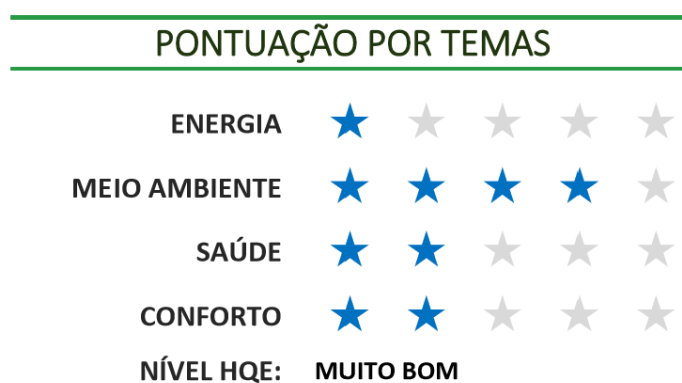 PONTUAÇÃO POR TEMAS
ENERGIA
MEIO AMBIENTE
SAÚDE
CONFORTO
NÍVEL HQE: MUITO BOM